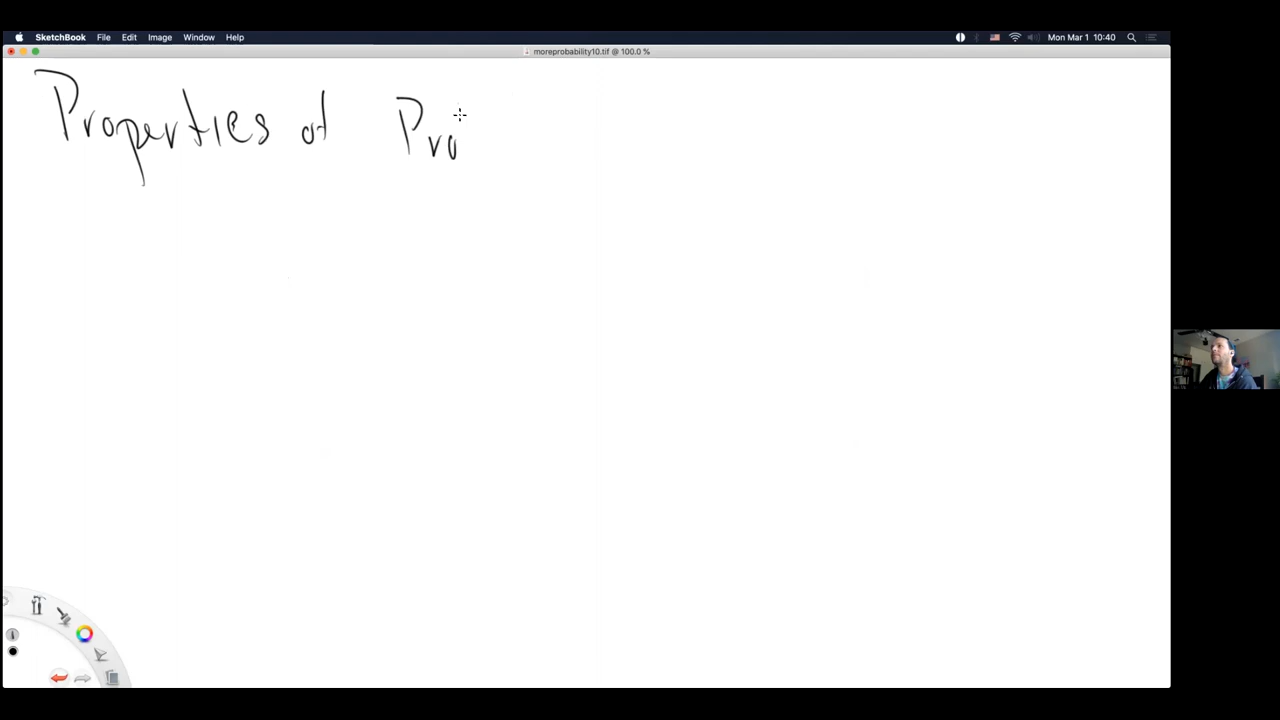 SketchBook File Edit Image Window Help Mon Mar 1 10:40
moreprobability10.tif @ 100.0 %
Properties of Pro